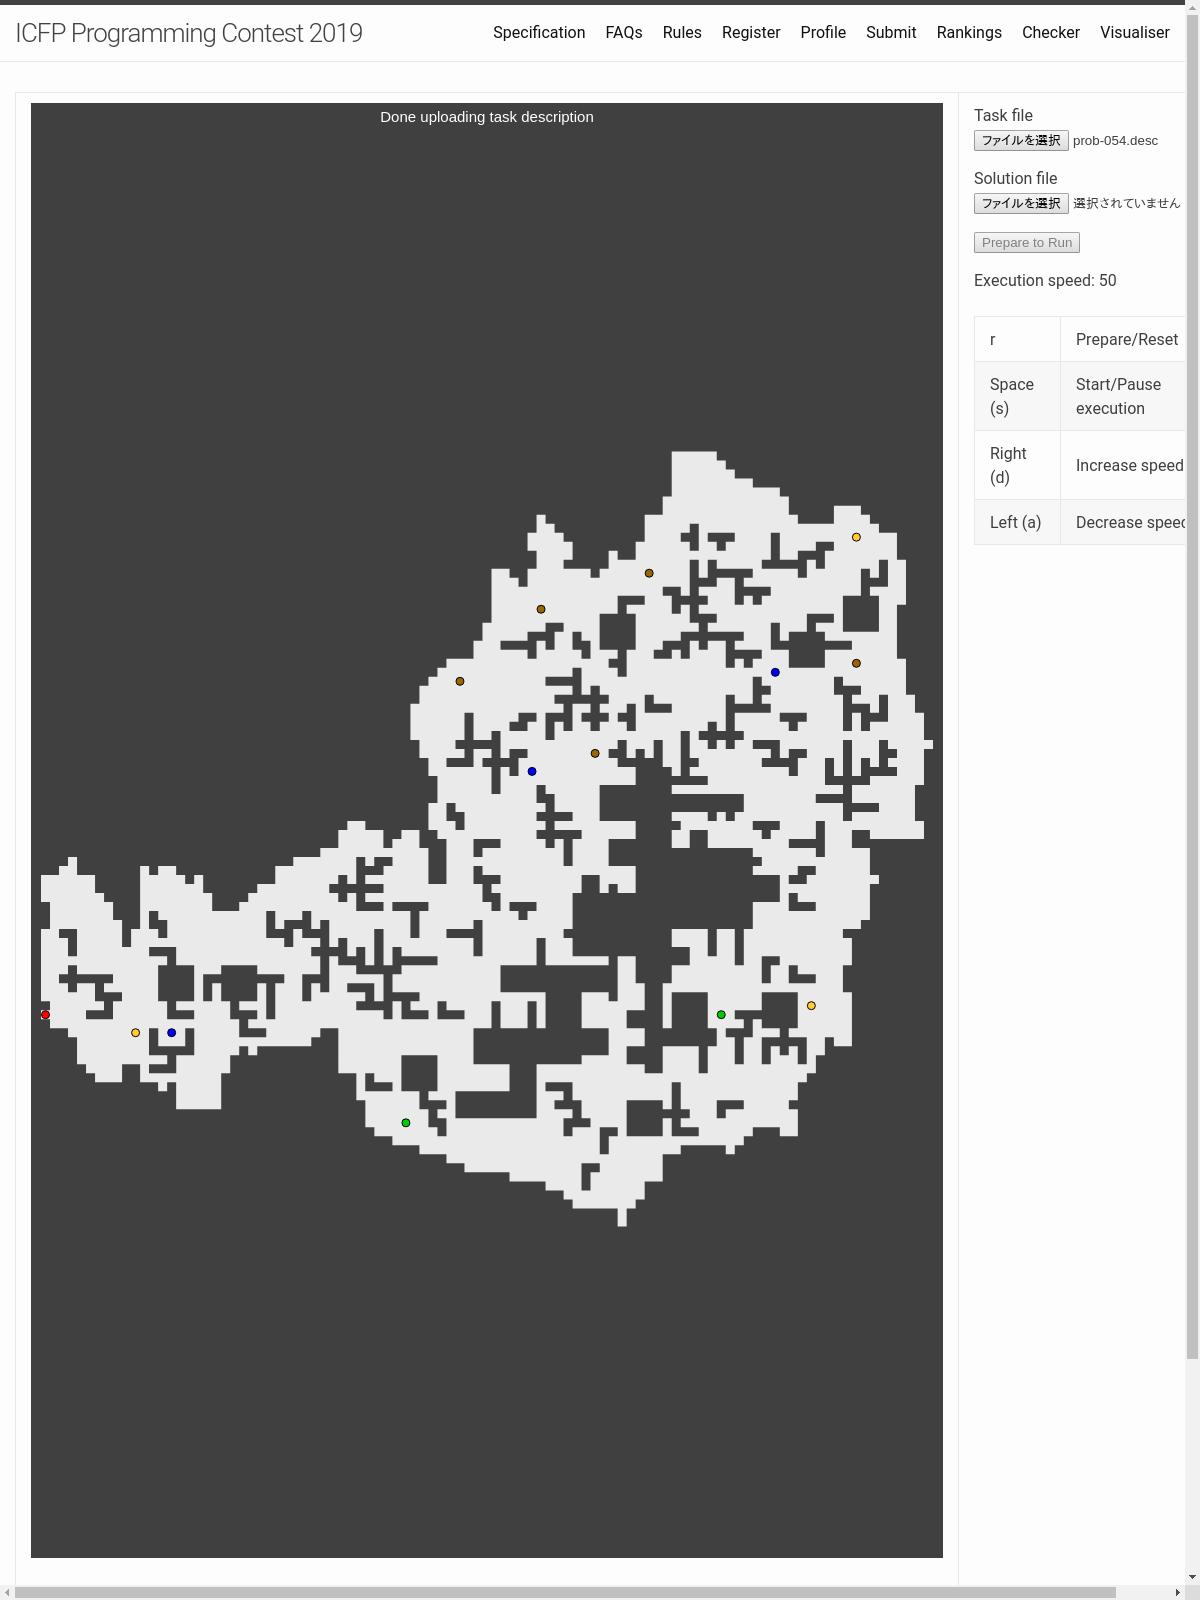 ICFP Programming Contest 2019
Specification FAQs Rules Register Profile Submit Rankings Checker Visualiser
Done uploading task description
Task file
ファイルを選択 prob-054.desc
Solution file
ファイルを選択 選択されていません
Prepare to Run
Execution speed: 50
r Prepare/Reset
Space (s) Start/Pause execution
Right (d) Increase speed
Left (a) Decrease speed